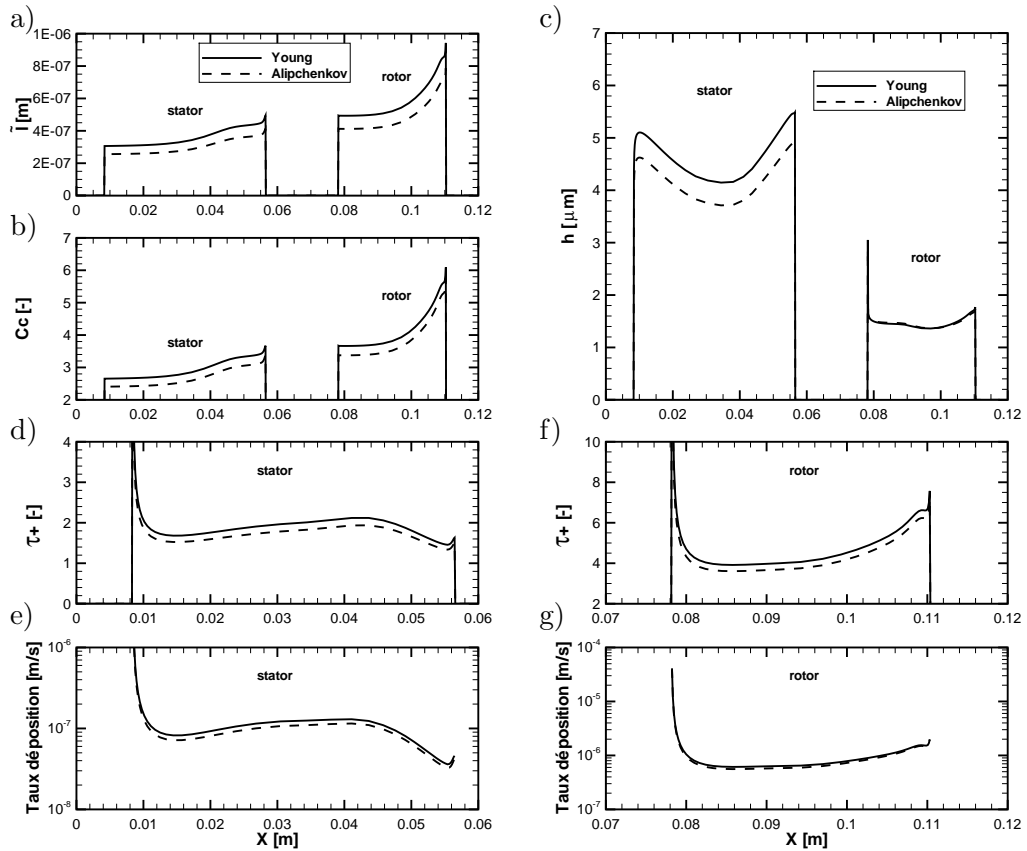 a)
1E-06
8E-07
6E-07
4E-07
2E-07
0
l̃ [m]
Young
Alipchenkov
stator
rotor
0 0.02 0.04 0.06 0.08 0.1 0.12
b)
7
6
5
4
3
2
Cc [-]
stator
rotor
0 0.02 0.04 0.06 0.08 0.1 0.12
c)
7
6
5
4
3
2
1
0
h [μm]
Young
Alipchenkov
stator
rotor
0 0.02 0.04 0.06 0.08 0.1 0.12
d)
4
3
2
1
0
τ+ [-]
stator
0 0.01 0.02 0.03 0.04 0.05 0.06
e)
10^-6
10^-7
10^-8
Taux déposition [m/s]
stator
0 0.01 0.02 0.03 0.04 0.05 0.06
X [m]
f)
10
8
6
4
2
τ+ [-]
rotor
0.07 0.08 0.09 0.1 0.11 0.12
g)
10^-4
10^-5
10^-6
10^-7
Taux déposition [m/s]
rotor
0.07 0.08 0.09 0.1 0.11 0.12
X [m]